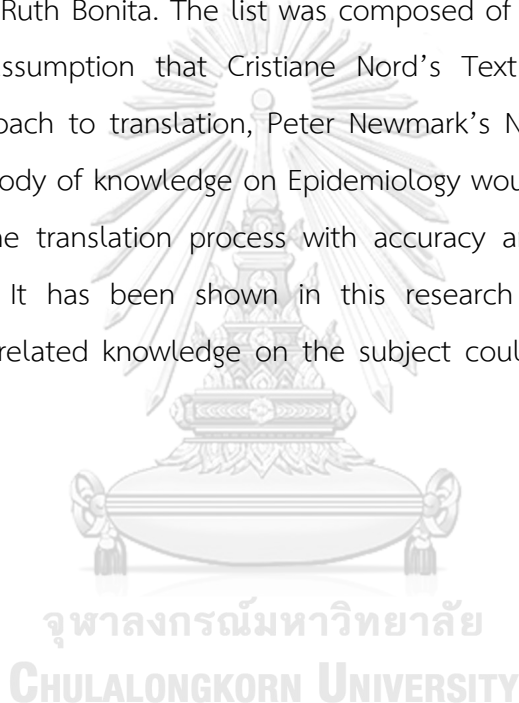 Ruth Bonita. The list was composed of
ssumption that Cristiane Nord's Text
oach to translation, Peter Newmark's N
ody of knowledge on Epidemiology wou
ne translation process with accuracy a
It has been shown in this research
related knowledge on the subject coul
จุฬาลงกรณ์มหาวิทยาลัย
CHULALONGKORN UNIVERSITY